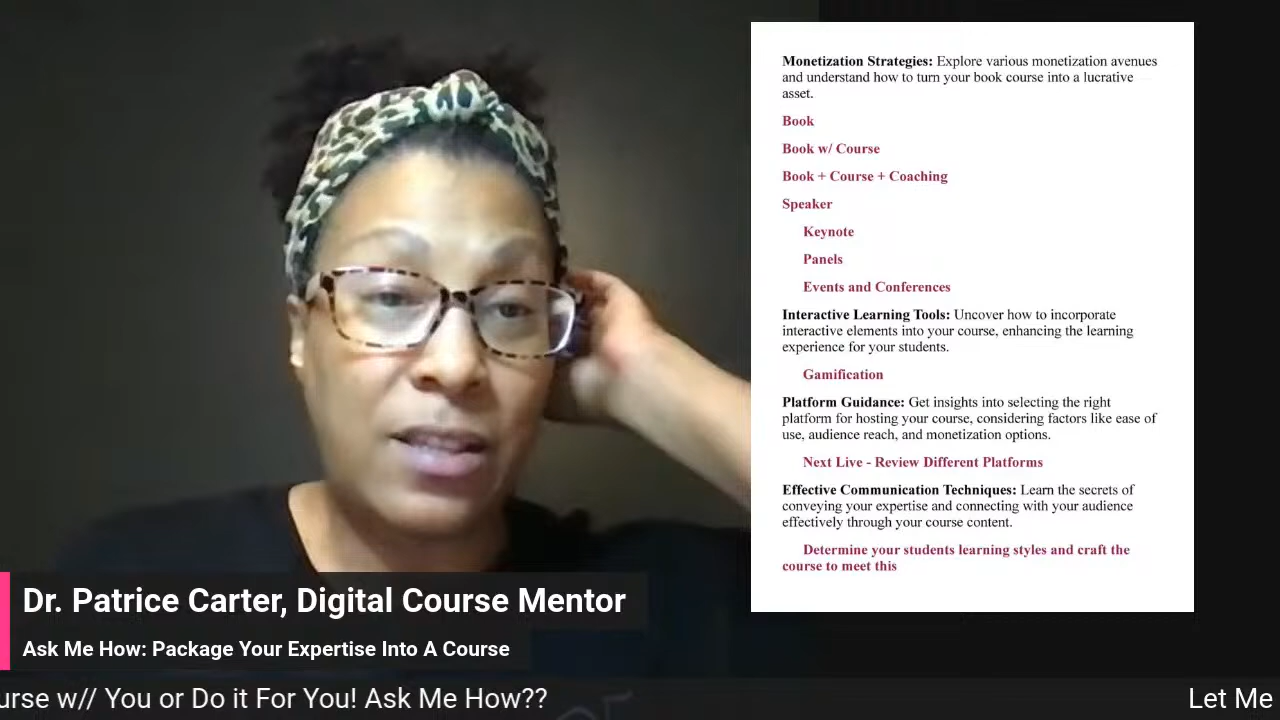 Monetization Strategies: Explore various monetization avenues
and understand how to turn your book course into a lucrative
asset.
Book
Book w/ Course
Book + Course + Coaching
Speaker
Keynote
Panels
Events and Conferences
Interactive Learning Tools: Uncover how to incorporate
interactive elements into your course, enhancing the learning
experience for your students.
Gamification
Platform Guidance: Get insights into selecting the right
platform for hosting your course, considering factors like ease of
use, audience reach, and monetization options.
Next Live - Review Different Platforms
Effective Communication Techniques: Learn the secrets of
conveying your expertise and connecting with your audience
effectively through your course content.
Determine your students learning styles and craft the
course to meet this
Dr. Patrice Carter, Digital Course Mentor
Ask Me How: Package Your Expertise Into A Course
urse w// You or Do it For You! Ask Me How?? Let Me